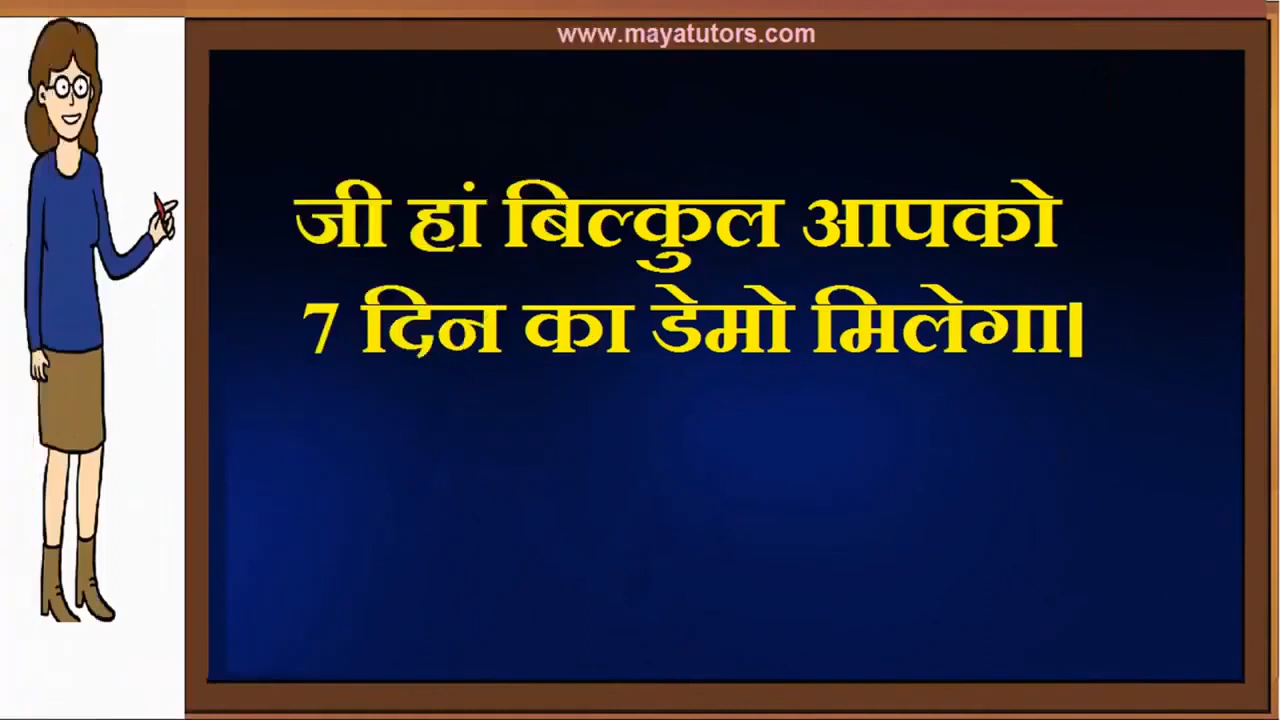 www.mayatutors.com
जी हां बिल्कुल आपको
7 दिन का डेमो मिलेगा।